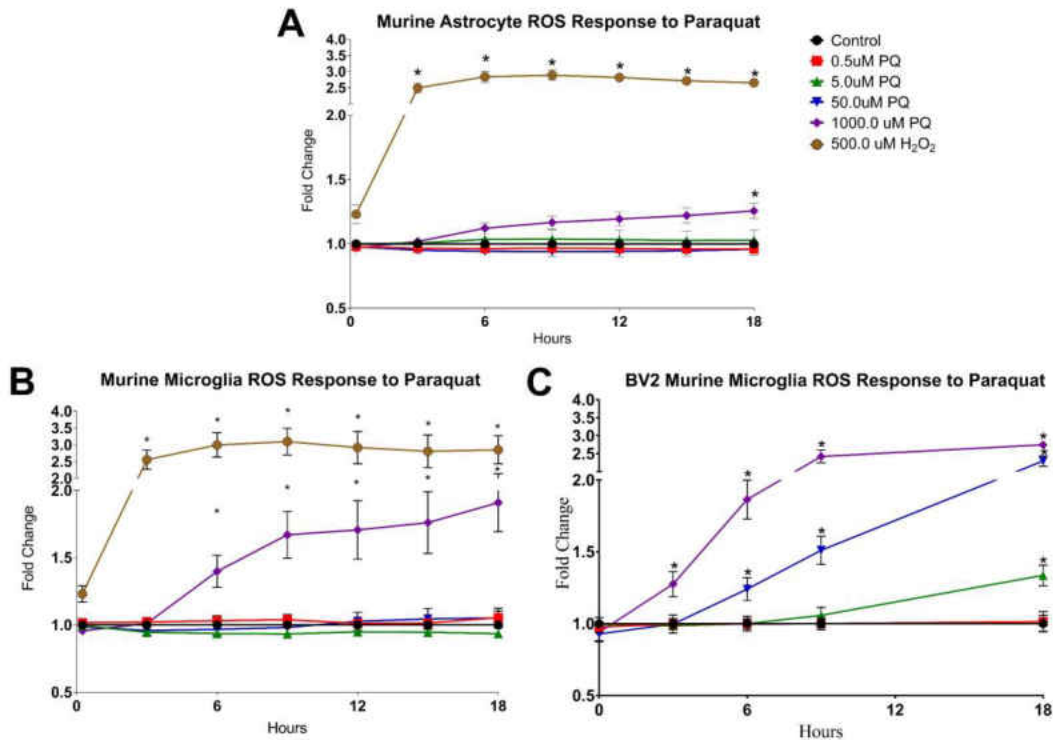 A
Murine Astrocyte ROS Response to Paraquat
4.0
3.5
3.0
2.5
2.0
1.5
1.0
0.5
Fold Change
0 6 12 18
Hours
Control
0.5uM PQ
5.0uM PQ
50.0uM PQ
1000.0 uM PQ
500.0 uM H₂O₂
* * * * * *
*
B
Murine Microglia ROS Response to Paraquat
4.0
3.5
3.0
2.5
2.0
1.5
1.0
0.5
Fold Change
0 6 12 18
Hours
* * * * * *
* * * * *
C
BV2 Murine Microglia ROS Response to Paraquat
4.0
3.5
3.0
2.5
2.0
1.5
1.0
0.5
Fold Change
0 6 12 18
Hours
* * * *
* * *
*